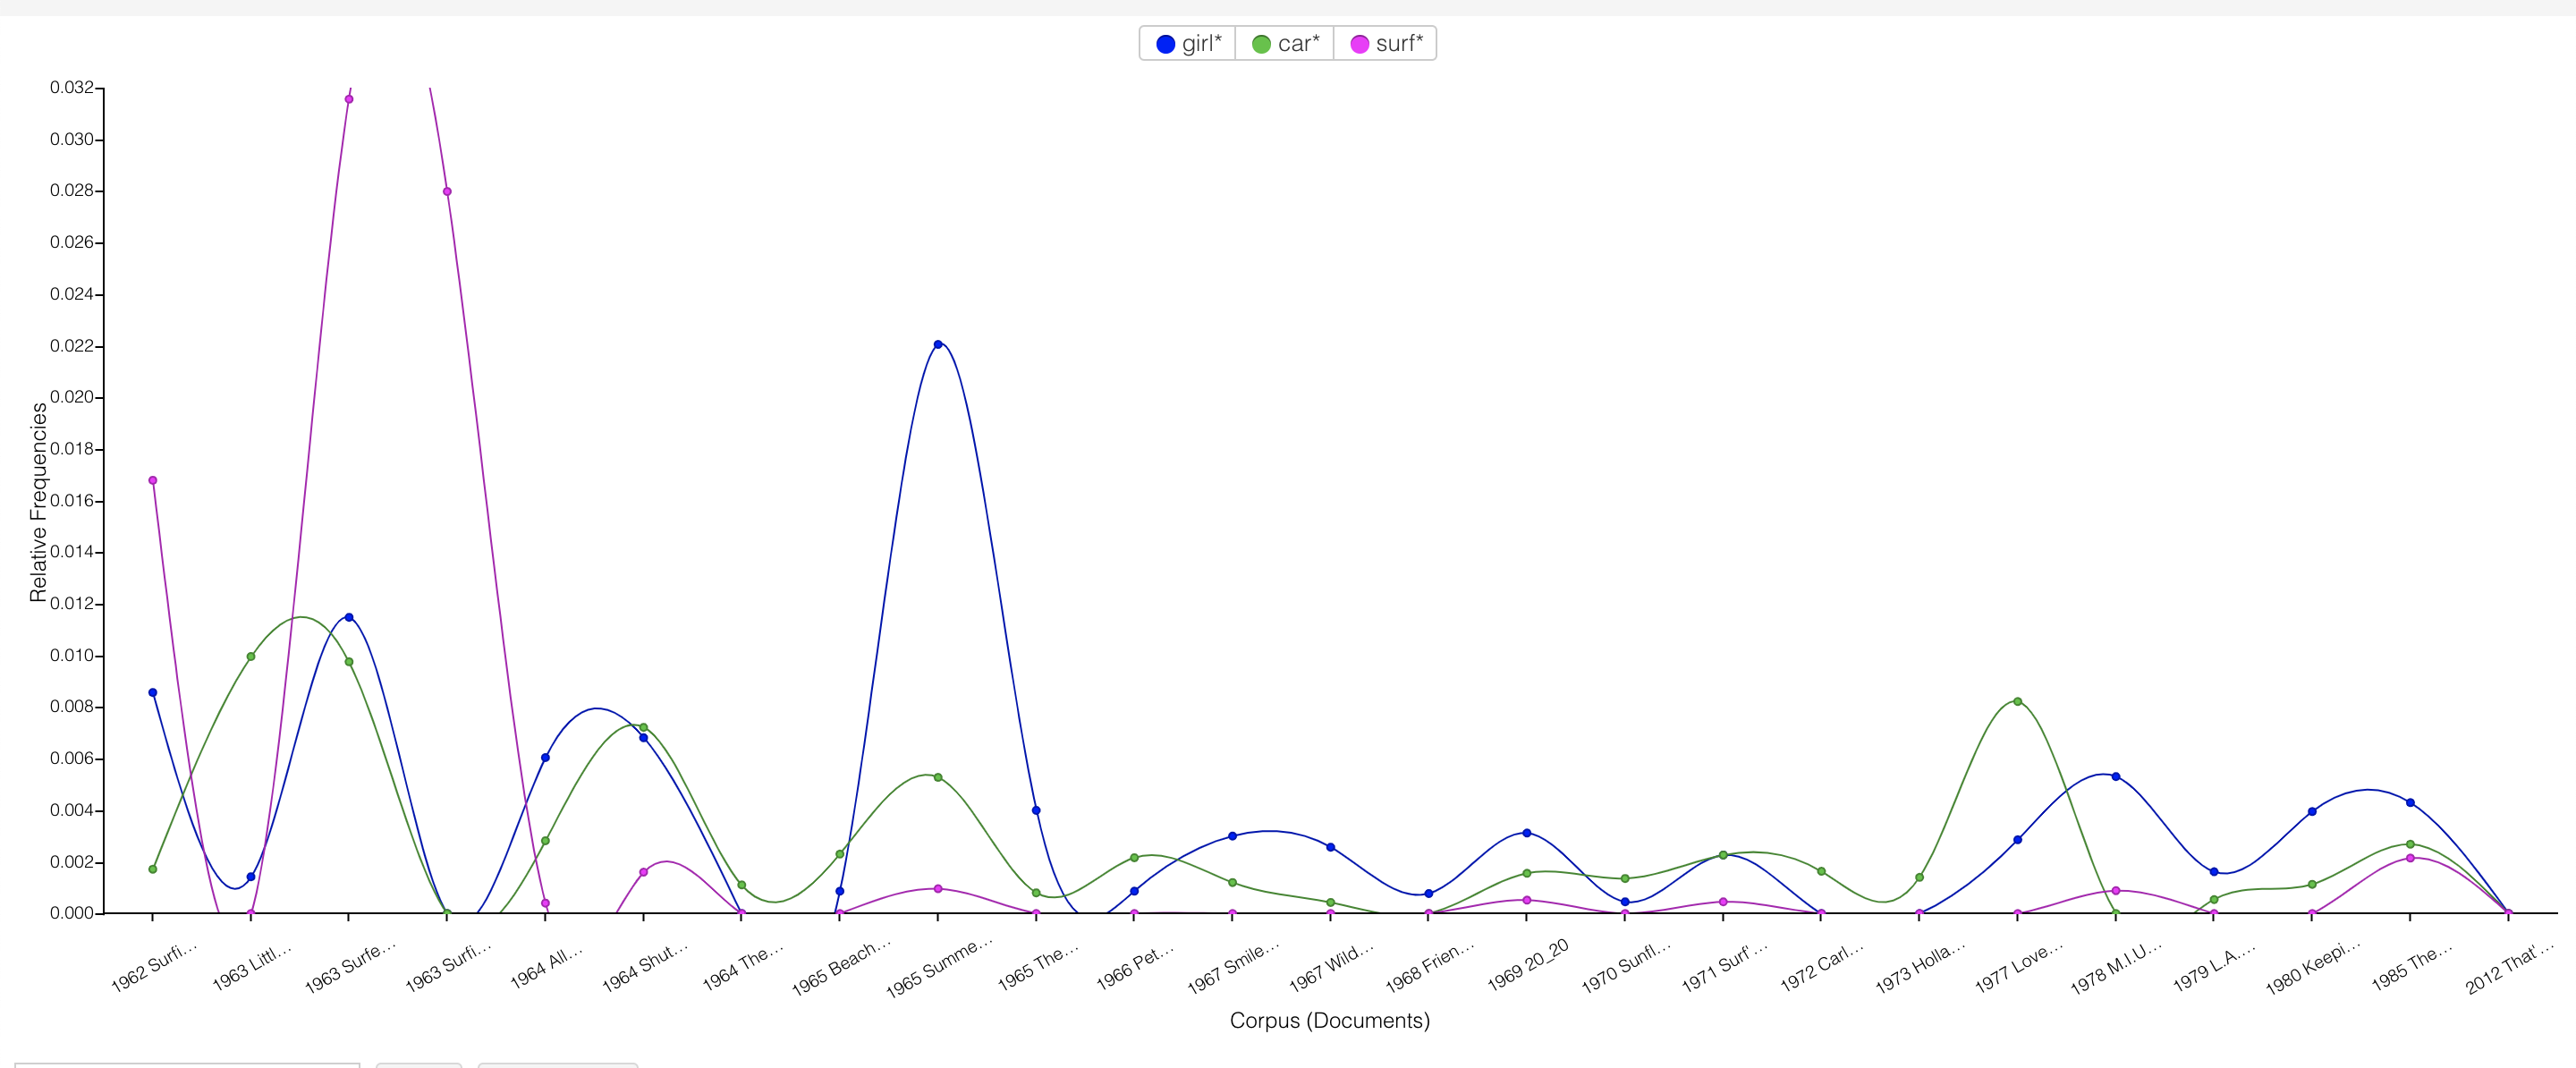 girl* car* surf*
0.032
0.030
0.028
0.026
0.024
0.022
0.020
0.018
0.016
0.014
0.012
0.010
0.008
0.006
0.004
0.002
0.000
Relative Frequencies
1962 Surfi...
1963 Littl...
1963 Surfe...
1963 Surfi...
1964 All...
1964 Shut...
1964 The...
1965 Beach...
1965 Summe...
1965 The...
1966 Pet...
1967 Smile...
1967 Wild...
1968 Frien...
1969 20_20
1970 Sunfl...
1971 Surf'...
1972 Carl...
1973 Holla...
1977 Love...
1978 M.I.U...
1979 L.A....
1980 Keepi...
1985 The...
2012 That'...
Corpus (Documents)